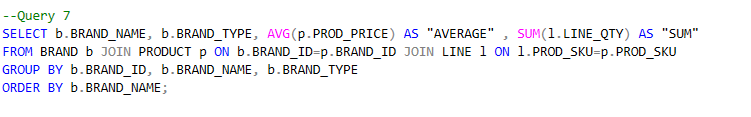 --Query 7
SELECT b.BRAND_NAME, b.BRAND_TYPE, AVG(p.PROD_PRICE) AS "AVERAGE" , SUM(l.LINE_QTY) AS "SUM"
FROM BRAND b JOIN PRODUCT p ON b.BRAND_ID=p.BRAND_ID JOIN LINE l ON l.PROD_SKU=p.PROD_SKU
GROUP BY b.BRAND_ID, b.BRAND_NAME, b.BRAND_TYPE
ORDER BY b.BRAND_NAME;